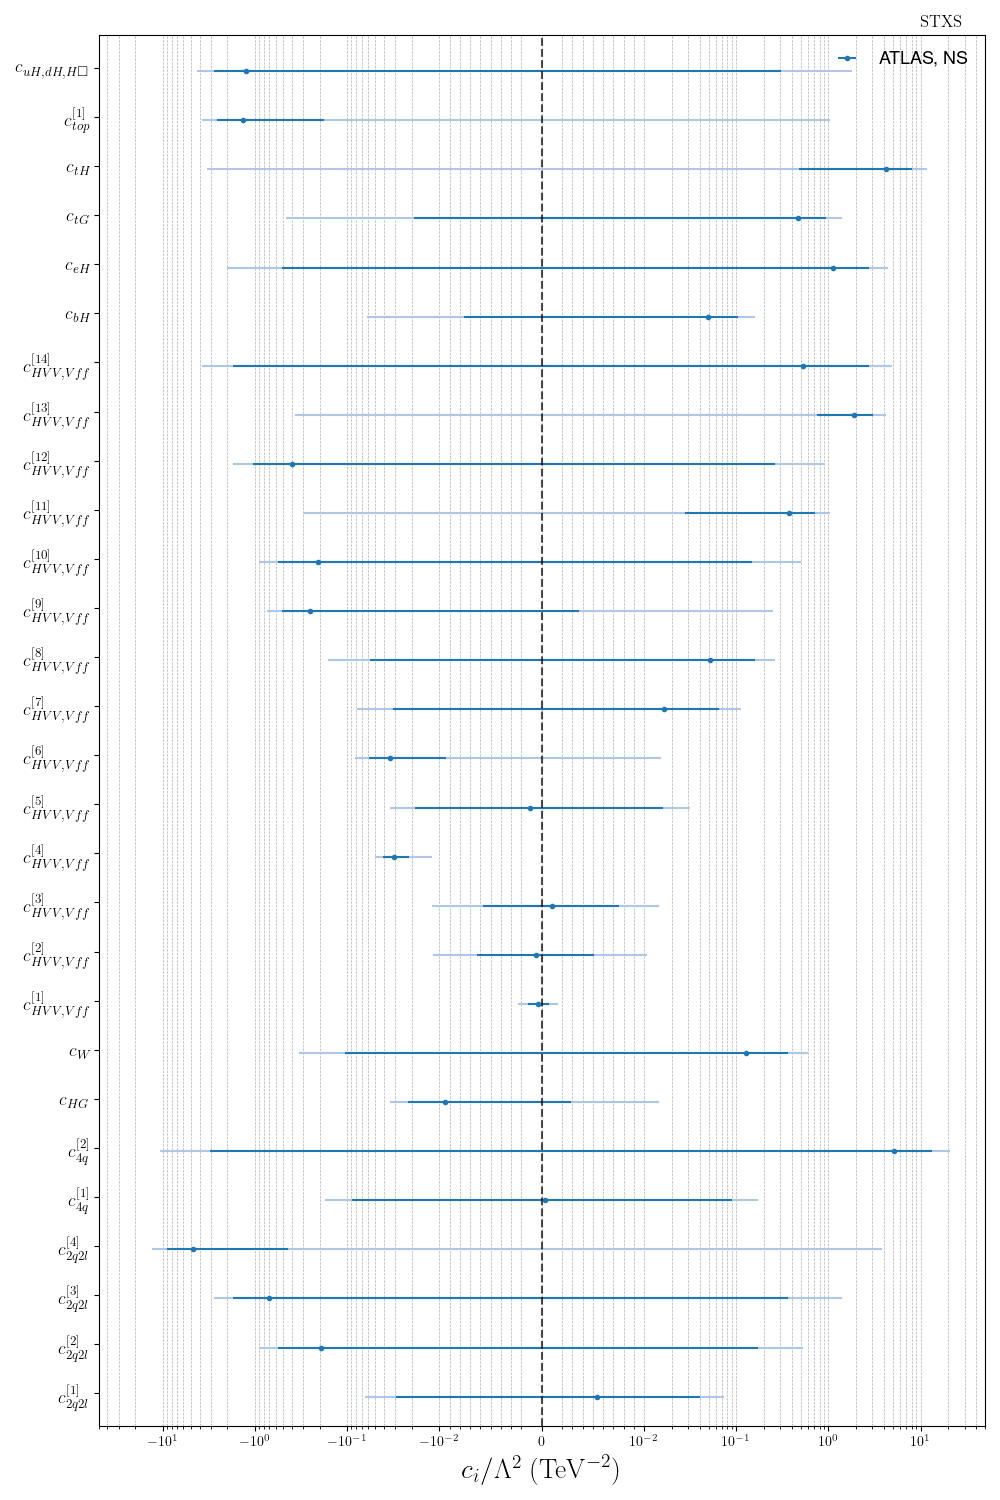 STXS
ATLAS, NS
c_{uH,dH,H□}
c_{top}^{[1]}
c_{tH}
c_{tG}
c_{eH}
c_{bH}
c_{HVV,Vff}^{[14]}
c_{HVV,Vff}^{[13]}
c_{HVV,Vff}^{[12]}
c_{HVV,Vff}^{[11]}
c_{HVV,Vff}^{[10]}
c_{HVV,Vff}^{[9]}
c_{HVV,Vff}^{[8]}
c_{HVV,Vff}^{[7]}
c_{HVV,Vff}^{[6]}
c_{HVV,Vff}^{[5]}
c_{HVV,Vff}^{[4]}
c_{HVV,Vff}^{[3]}
c_{HVV,Vff}^{[2]}
c_{HVV,Vff}^{[1]}
c_W
c_{HG}
c_{4q}^{[2]}
c_{4q}^{[1]}
c_{2q2l}^{[4]}
c_{2q2l}^{[3]}
c_{2q2l}^{[2]}
c_{2q2l}^{[1]}
−10^1 −10^0 −10^{−1} −10^{−2} 0 10^{−2} 10^{−1} 10^0 10^1
c_i/Λ^2 (TeV^{−2})